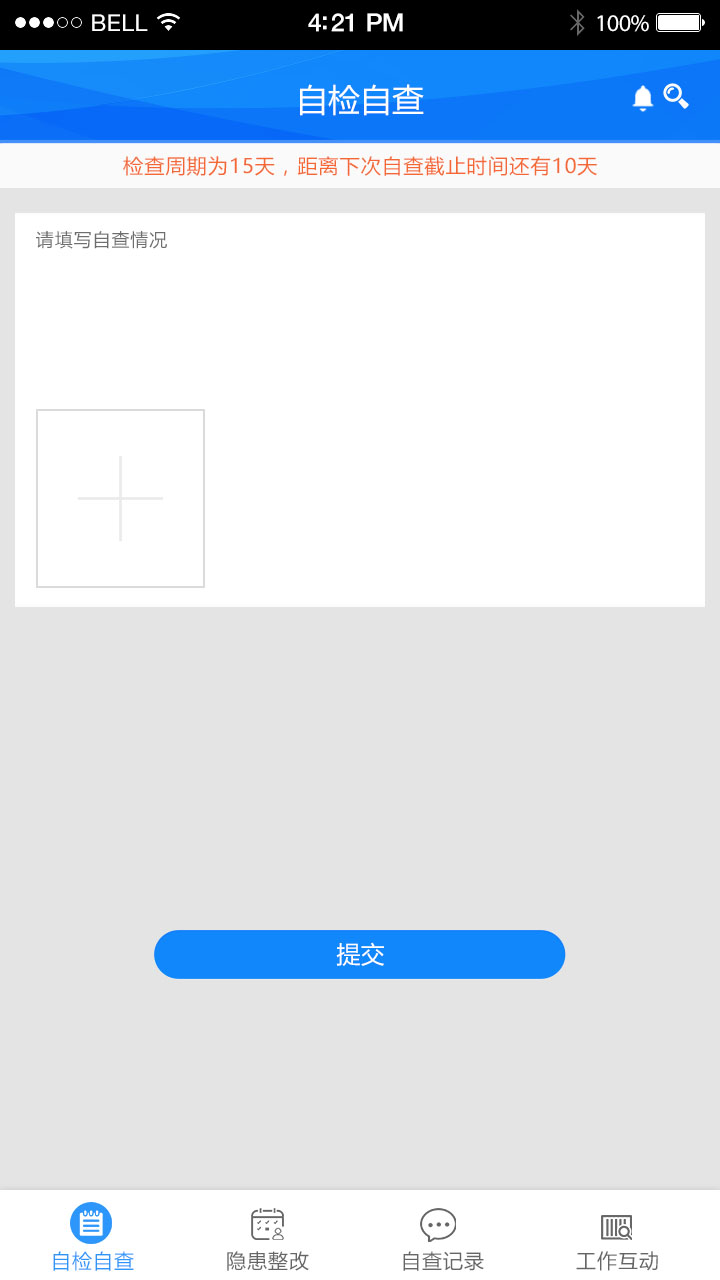 BELL 4:21 PM 100%
自检自查
检查周期为15天，距离下次自查截止时间还有10天
请填写自查情况
提交
自检自查 隐患整改 自查记录 工作互动